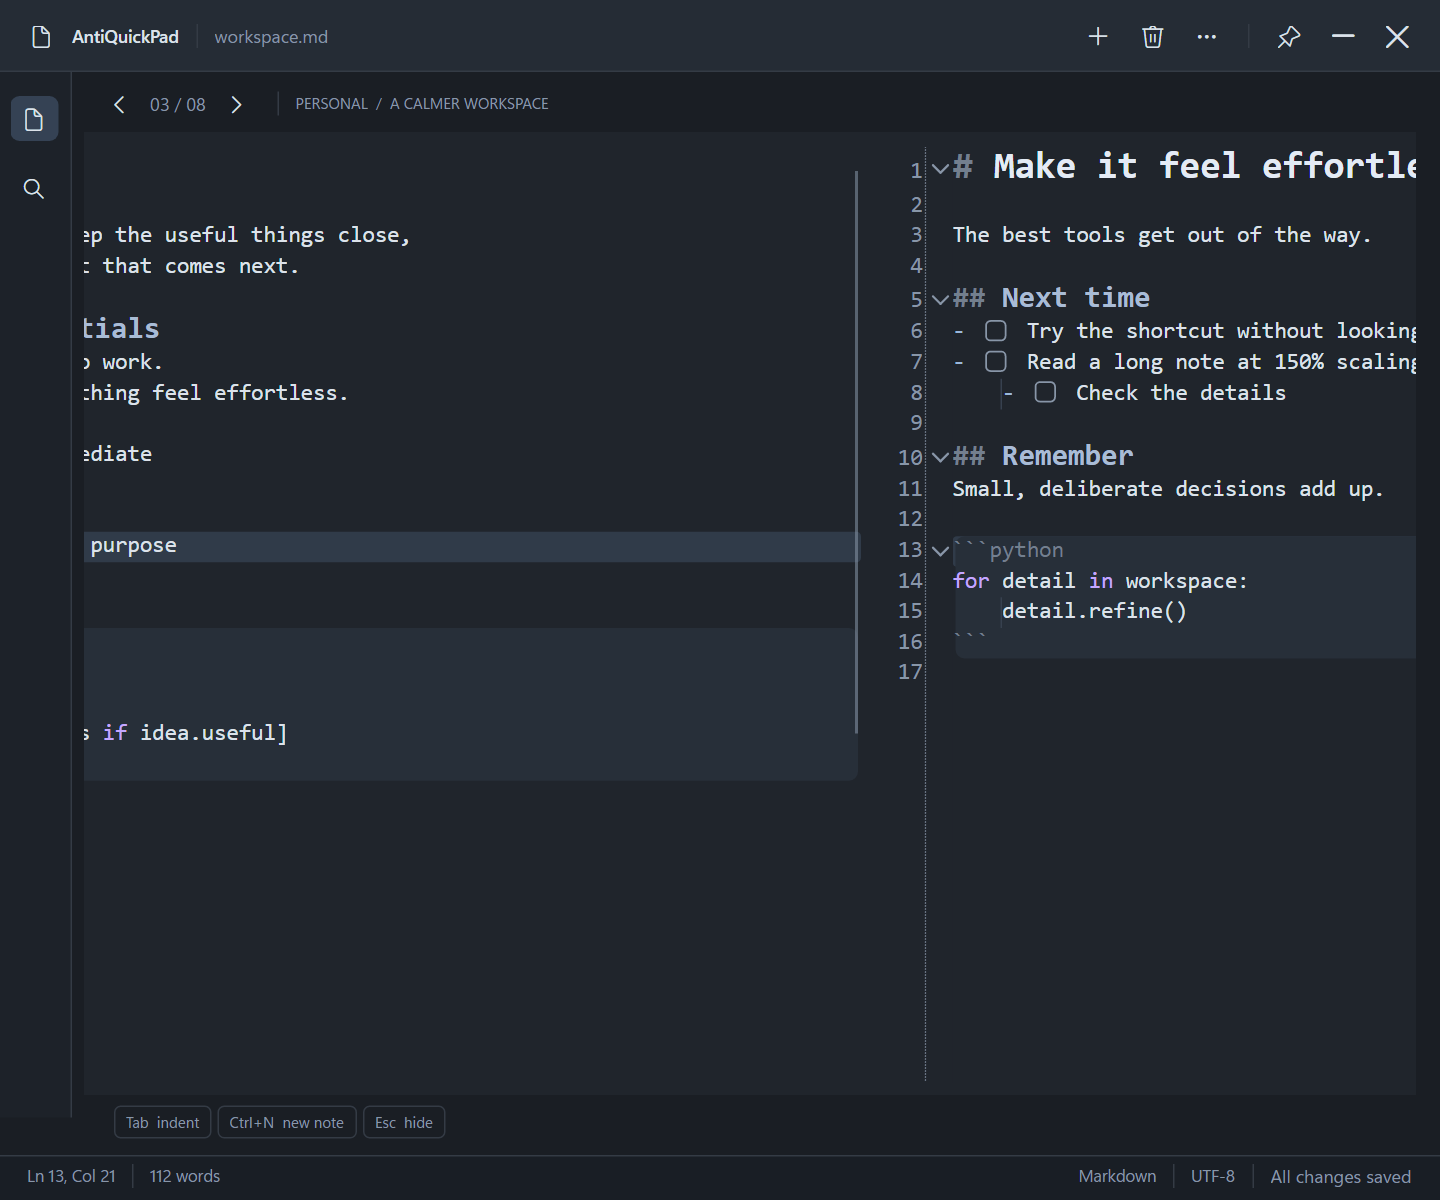 AntiQuickPad workspace.md
03 / 08 PERSONAL / A CALMER WORKSPACE
the useful things close,
that comes next.
work.
feel effortless.
purpose
if idea.useful]
1 # Make it feel
2
3 The best tools get out of the way.
4
5 ## Next time
6 - Try the shortcut without looking
7 - Read a long note at 150% scaling
8 - Check the details
9
10 ## Remember
11 Small, deliberate decisions add up.
12
13 ```python
14 for detail in workspace:
15 detail.refine()
16 ```
17
Tab indent Ctrl+N new note Esc hide
Ln 13, Col 21 112 words Markdown UTF-8 All changes saved